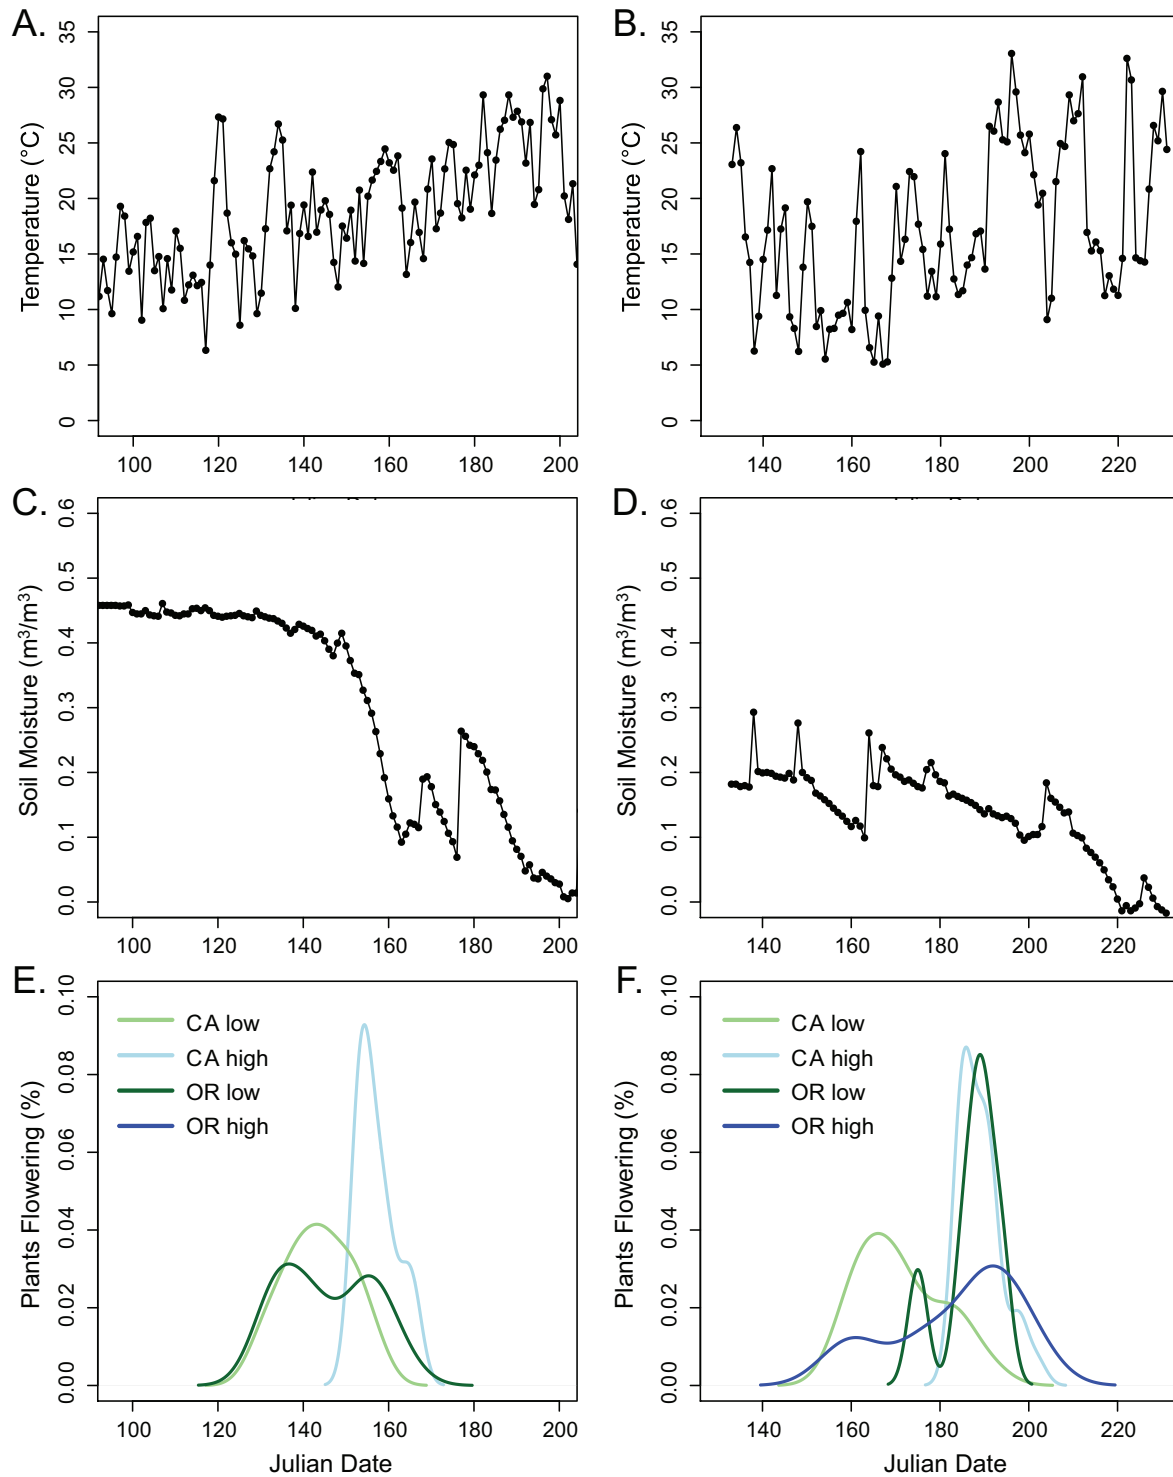 A.
B.
Temperature (°C)
0 5 10 15 20 25 30 35
100 120 140 160 180 200
Temperature (°C)
0 5 10 15 20 25 30 35
140 160 180 200 220
C.
D.
Soil Moisture (m³/m³)
0.0 0.1 0.2 0.3 0.4 0.5 0.6
100 120 140 160 180 200
Soil Moisture (m³/m³)
0.0 0.1 0.2 0.3 0.4 0.5 0.6
140 160 180 200 220
E.
F.
Plants Flowering (%)
0.00 0.02 0.04 0.06 0.08 0.10
CA low
CA high
OR low
OR high
100 120 140 160 180 200
Julian Date
Plants Flowering (%)
0.00 0.02 0.04 0.06 0.08 0.10
CA low
CA high
OR low
OR high
140 160 180 200 220
Julian Date